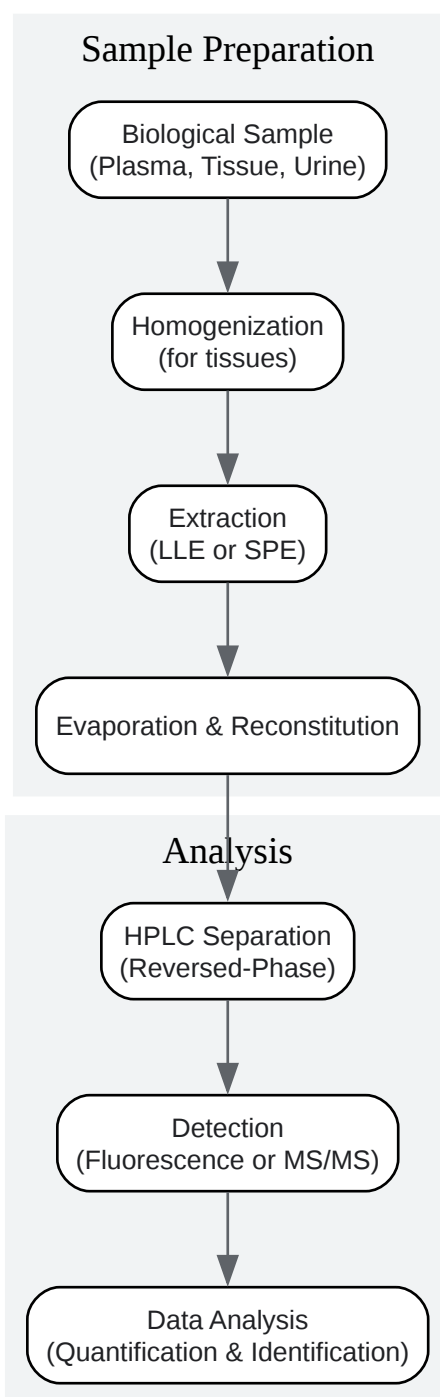 Sample Preparation
Biological Sample
(Plasma, Tissue, Urine)
Homogenization
(for tissues)
Extraction
(LLE or SPE)
Evaporation & Reconstitution
Analysis
HPLC Separation
(Reversed-Phase)
Detection
(Fluorescence or MS/MS)
Data Analysis
(Quantification & Identification)